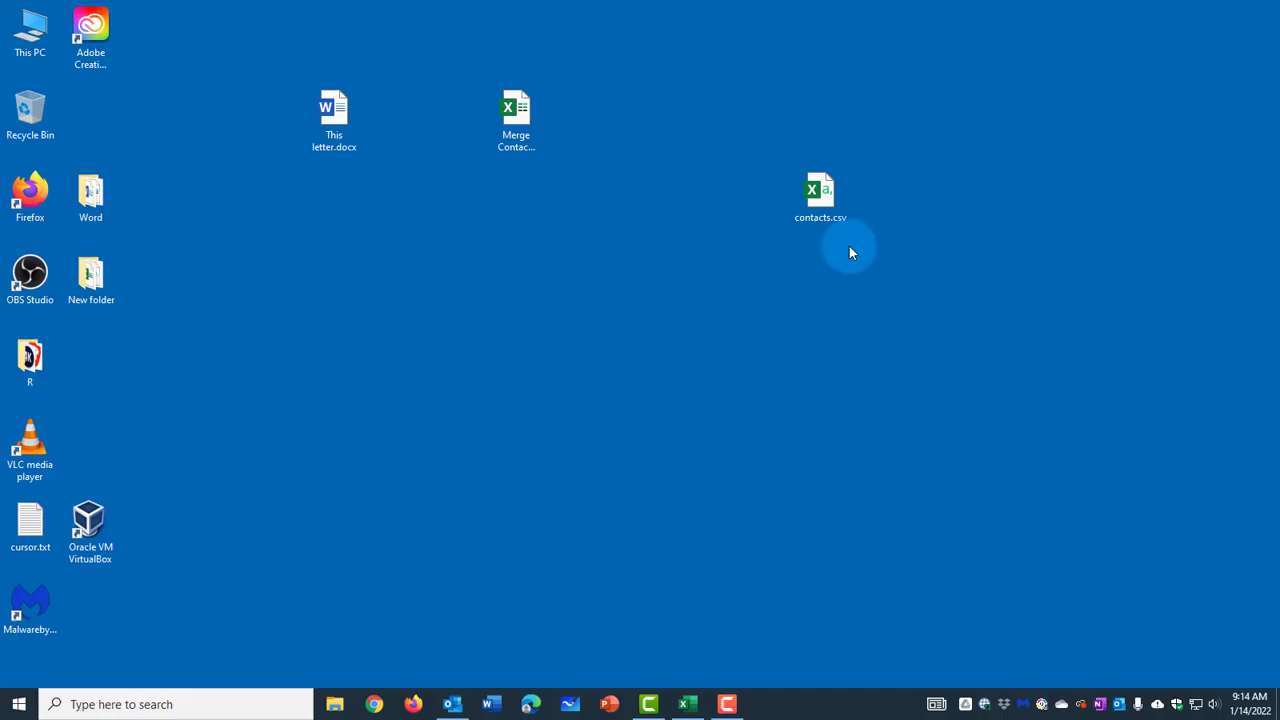 This PC
Adobe
Creati...
Recycle Bin
This
letter.docx
Merge
Contac...
Firefox
Word
contacts.csv
OBS Studio
New folder
R
VLC media
player
cursor.txt
Oracle VM
VirtualBox
Malwareby...
Type here to search
9:14 AM
1/14/2022